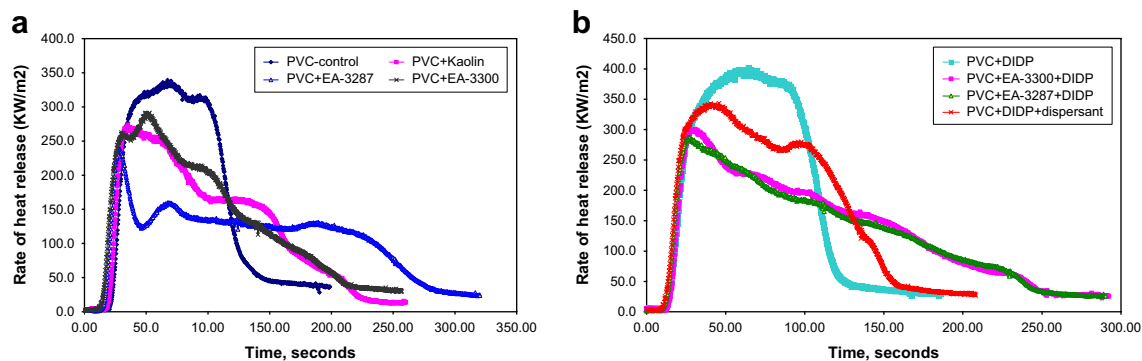 a
400.0
350.0
300.0
250.0
200.0
150.0
100.0
50.0
0.0
Rate of heat release (KW/m2)
PVC-control
PVC+Kaolin
PVC+EA-3287
PVC+EA-3300
0.00
50.00
100.00
150.00
200.00
250.00
300.00
350.00
Time, seconds
b
450.0
400.0
350.0
300.0
250.0
200.0
150.0
100.0
50.0
0.0
Rate of heat release (KW/m2)
PVC+DIDP
PVC+EA-3300+DIDP
PVC+EA-3287+DIDP
PVC+DIDP+dispersant
0.00
50.00
100.00
150.00
200.00
250.00
300.00
Time, seconds